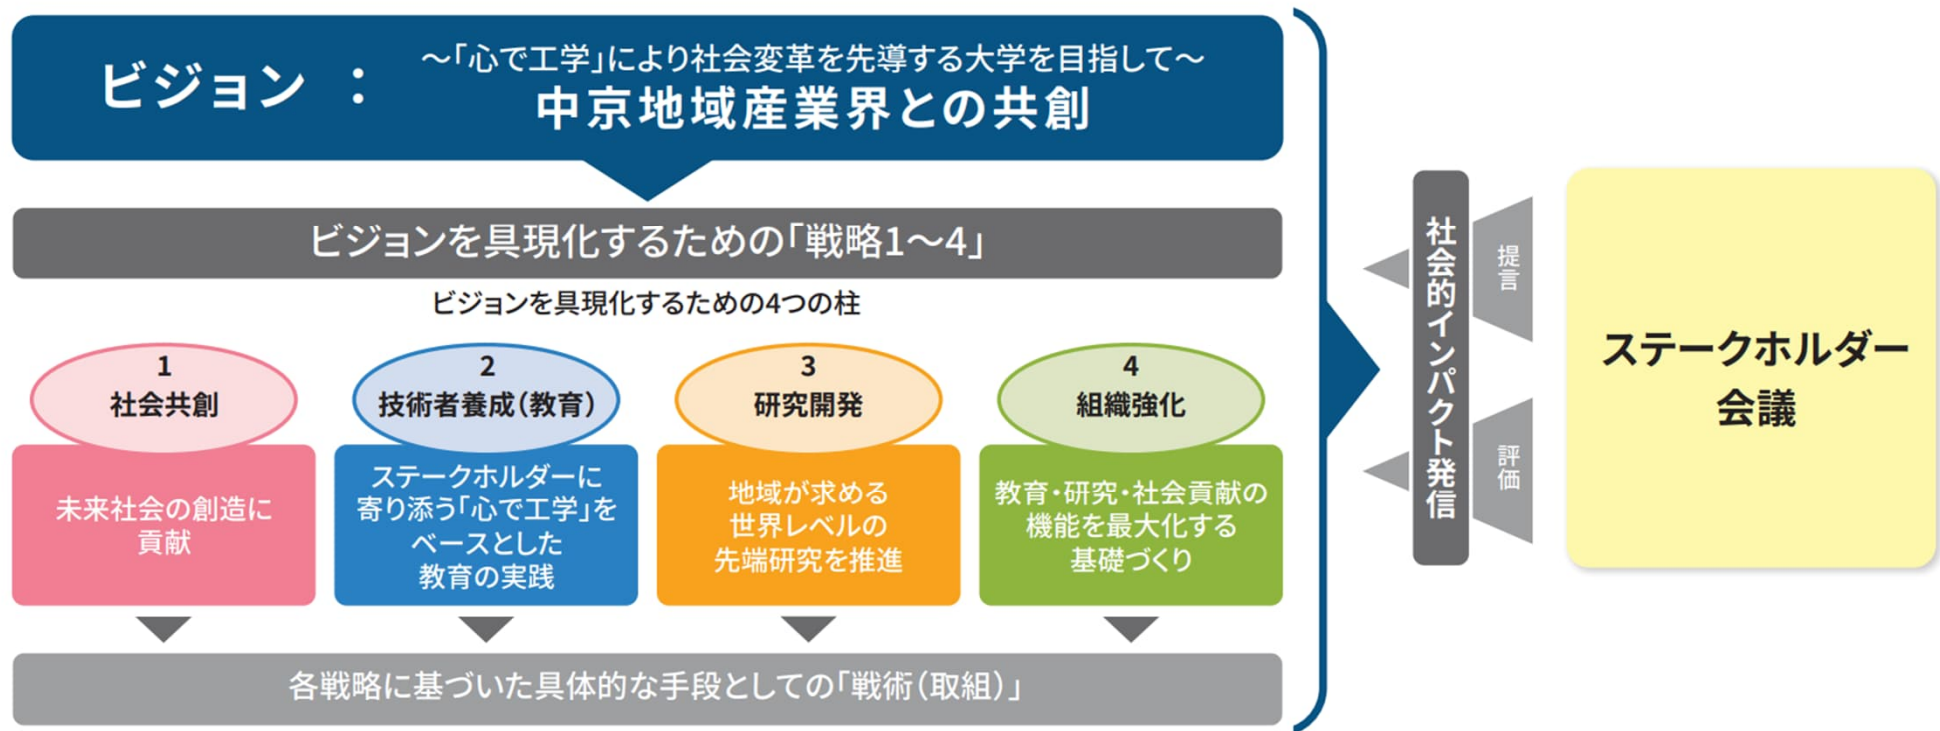 ビジョン ：
～「心で工学」により社会変革を先導する大学を目指して～
中京地域産業界との共創
ビジョンを具現化するための「戦略1～4」
ビジョンを具現化するための4つの柱
1
社会共創
未来社会の創造に
貢献
2
技術者養成（教育）
ステークホルダーに
寄り添う「心で工学」を
ベースとした
教育の実践
3
研究開発
地域が求める
世界レベルの
先端研究を推進
4
組織強化
教育・研究・社会貢献の
機能を最大化する
基礎づくり
各戦略に基づいた具体的な手段としての「戦術（取組）」
社会的インパクト発信
提言
評価
ステークホルダー
会議